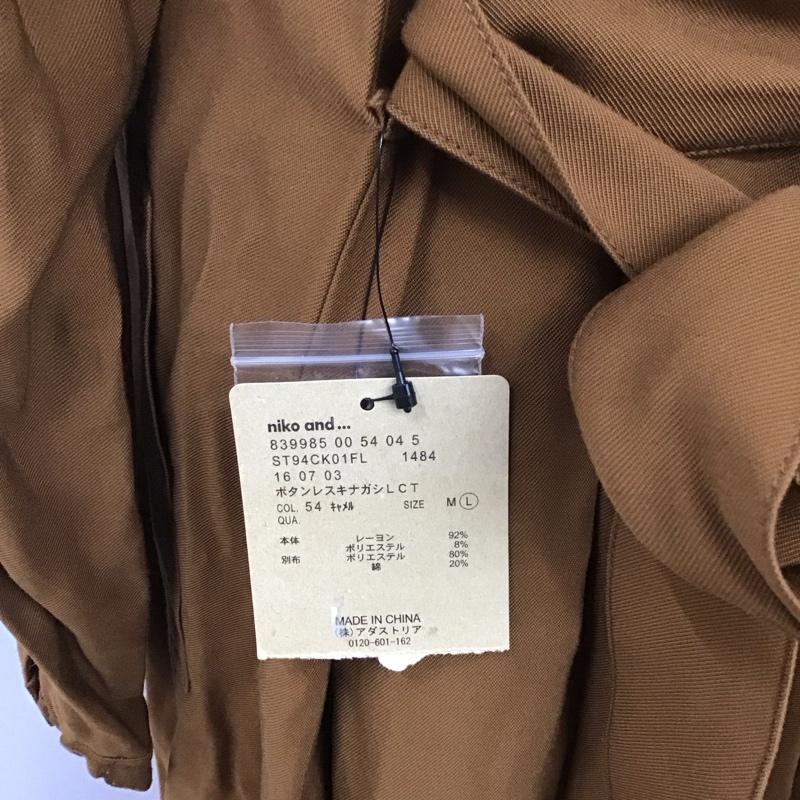 niko and...
839985 00 54 04 5
ST94CK01FL 1484
16 07 03
ボタンレスキナガシLCT
COL. 54 ｷｬﾒﾙ SIZE M L
QUA.
本体 レーヨン 92%
ポリエステル 8%
別布 ポリエステル 80%
綿 20%
MADE IN CHINA
(株)アダストリア
0120-601-162